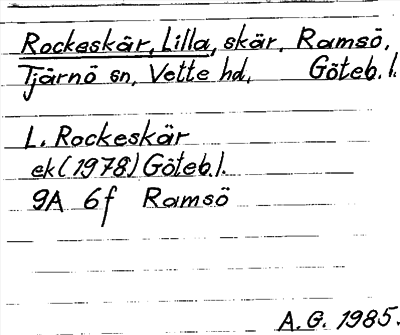 Rockeskär, Lilla, skär. Ramsö,
Tjärnö sn, Vette hd, Göteb. l.
L. Rockeskär
ek (1978) Göteb. l.
9A 6f Ramsö
A.G. 1985.